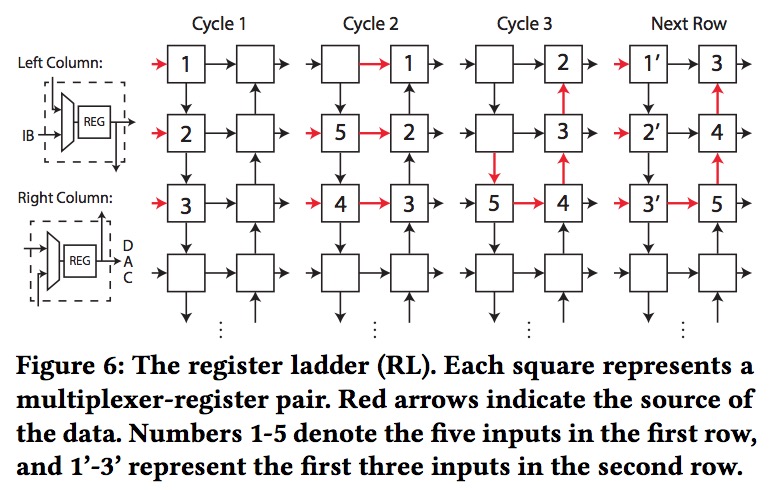 Cycle 1 Cycle 2 Cycle 3 Next Row
Left Column:
REG
IB
Right Column:
REG
D
A
C
1 1 2 1' 3
2 5 2 3 2' 4
3 4 3 5 4 3' 5
⋮ ⋮ ⋮ ⋮
Figure 6: The register ladder (RL). Each square represents a
multiplexer-register pair. Red arrows indicate the source of
the data. Numbers 1-5 denote the five inputs in the first row,
and 1’-3’ represent the first three inputs in the second row.